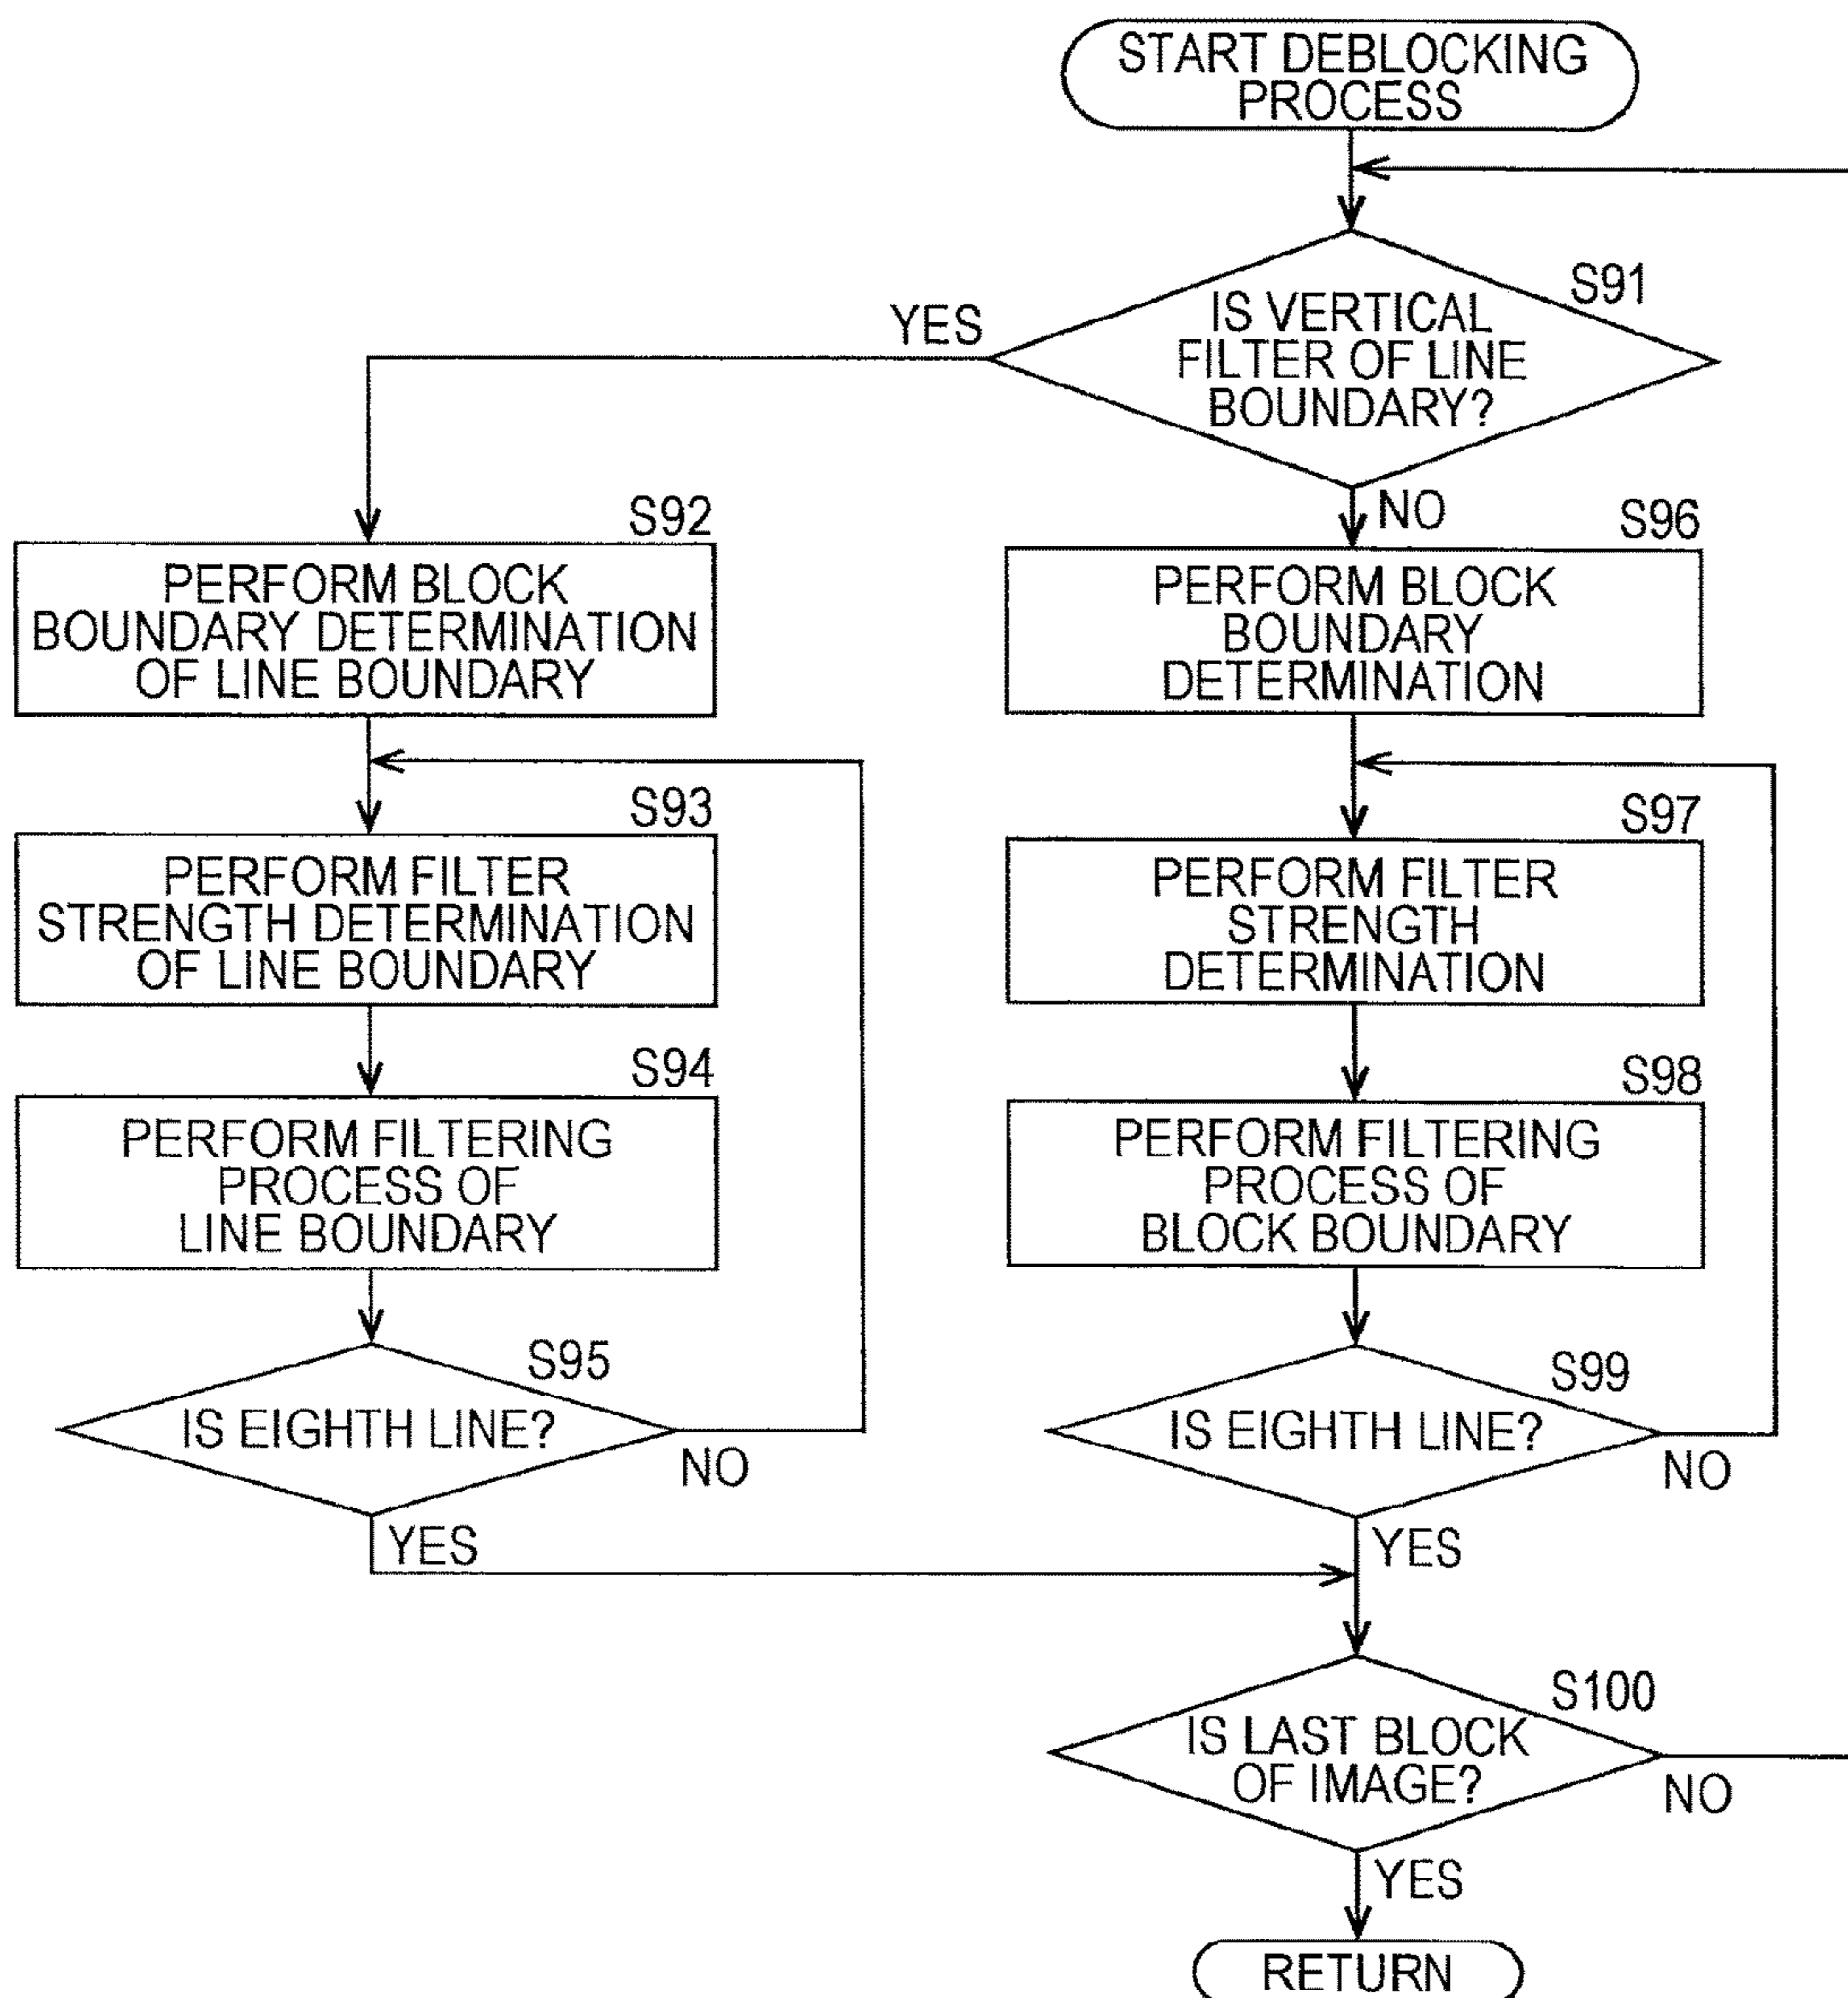 START DEBLOCKING
PROCESS
S91
IS VERTICAL
FILTER OF LINE
BOUNDARY?
YES
NO
S92
PERFORM BLOCK
BOUNDARY DETERMINATION
OF LINE BOUNDARY
S93
PERFORM FILTER
STRENGTH DETERMINATION
OF LINE BOUNDARY
S94
PERFORM FILTERING
PROCESS OF
LINE BOUNDARY
S95
IS EIGHTH LINE?
NO
YES
S96
PERFORM BLOCK
BOUNDARY
DETERMINATION
S97
PERFORM FILTER
STRENGTH
DETERMINATION
S98
PERFORM FILTERING
PROCESS OF
BLOCK BOUNDARY
S99
IS EIGHTH LINE?
NO
YES
S100
IS LAST BLOCK
OF IMAGE?
NO
YES
RETURN